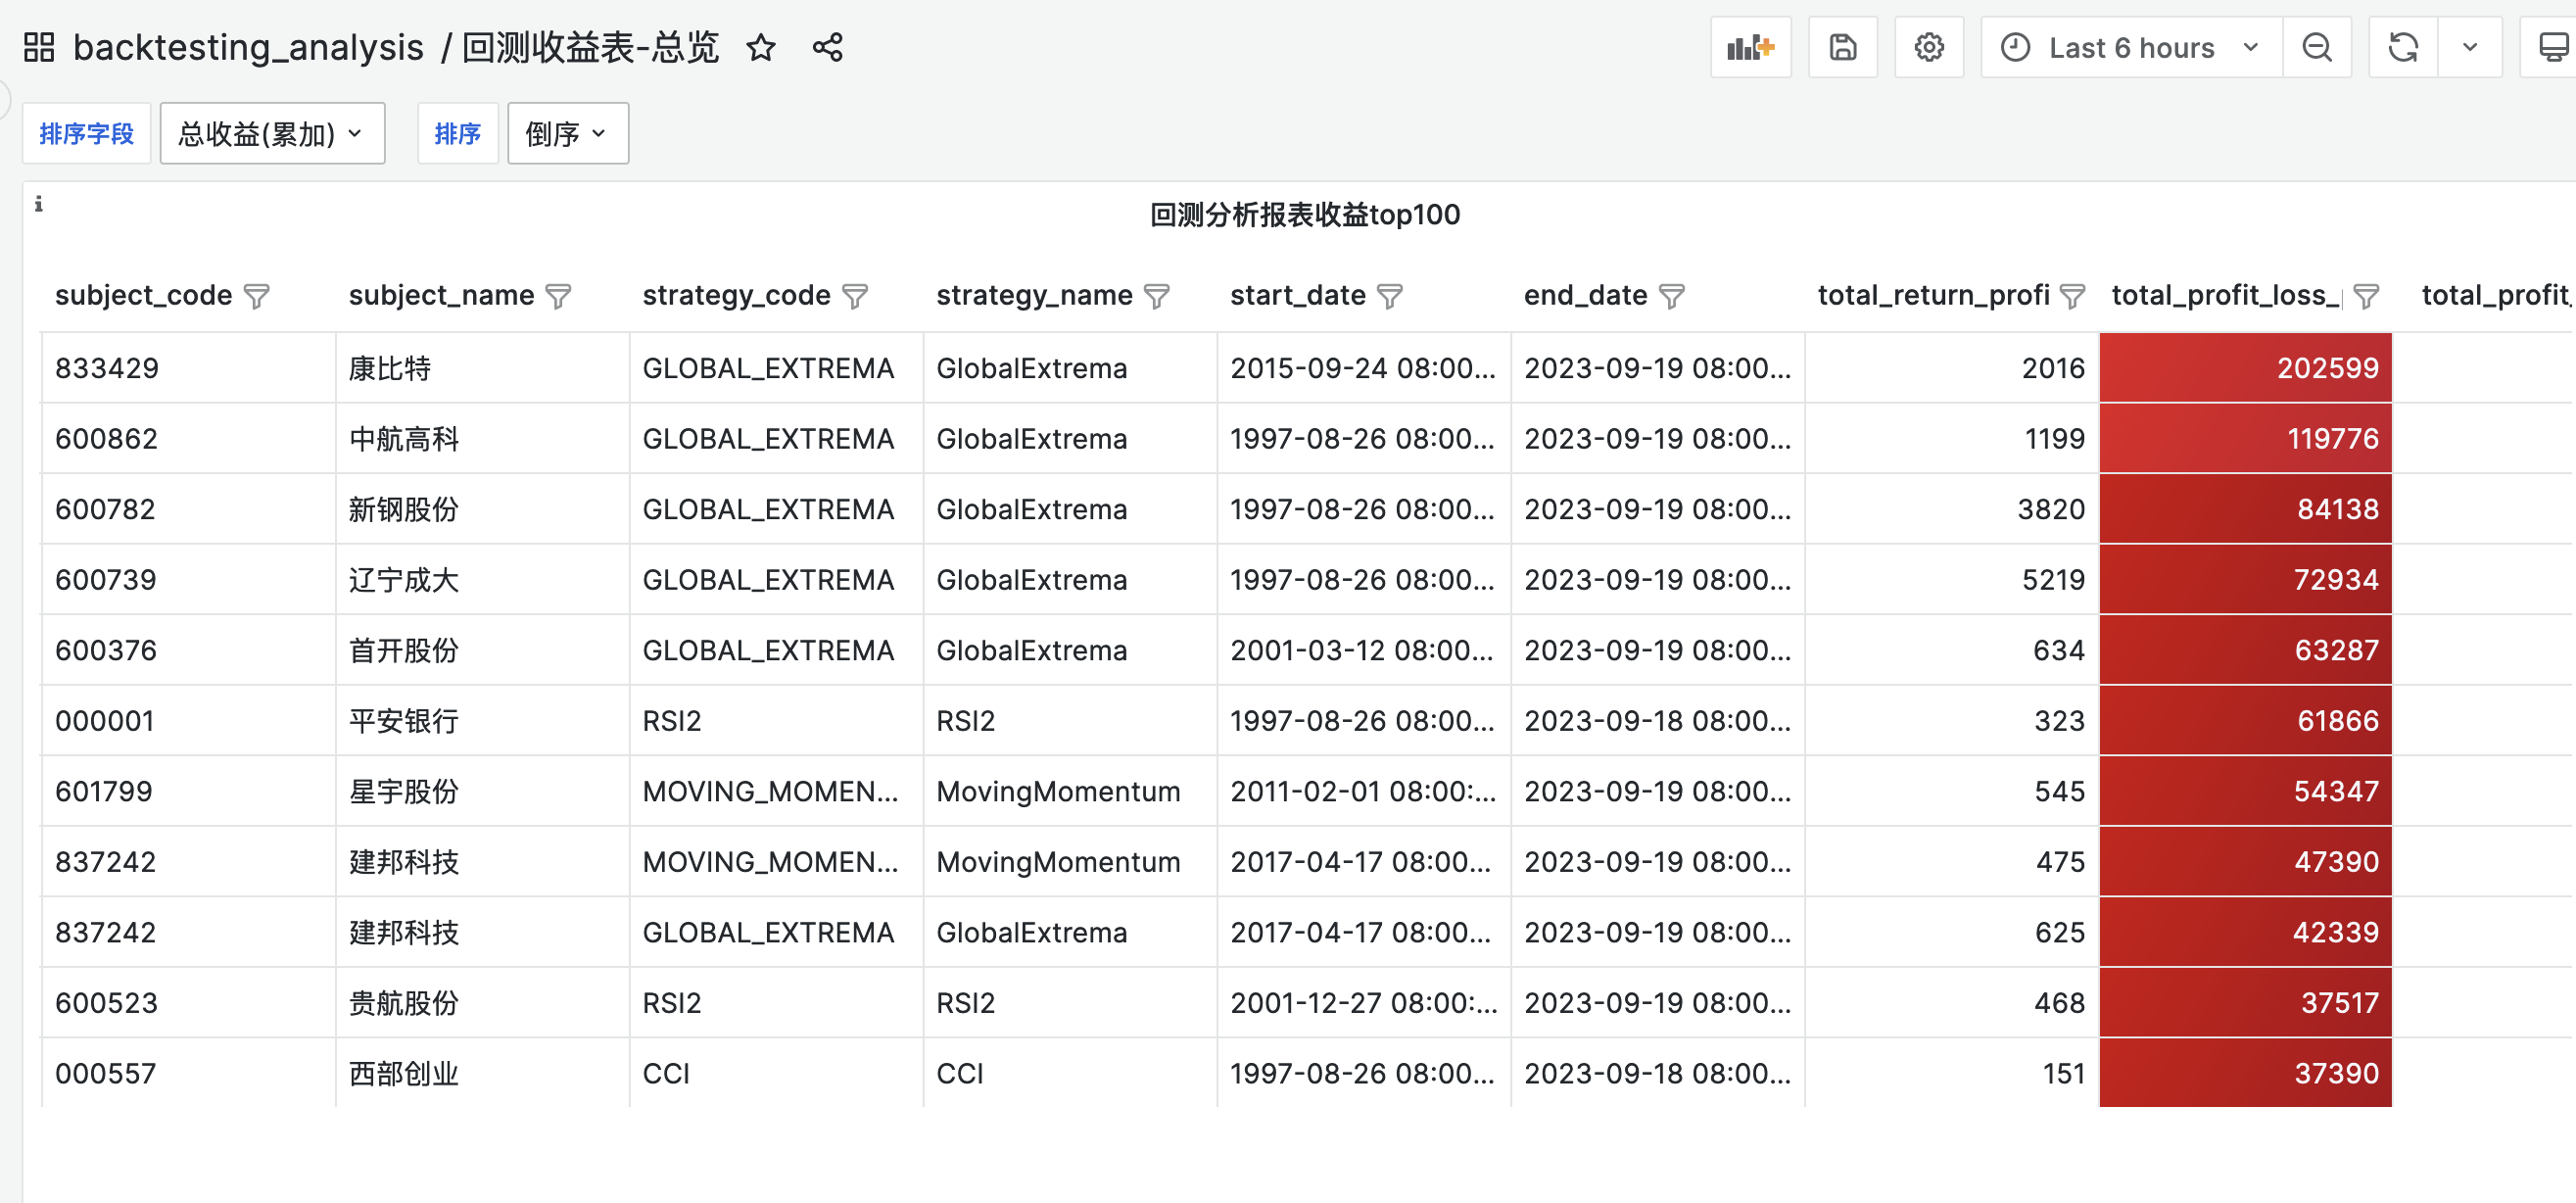 backtesting_analysis / 回测收益表-总览 Last 6 hours
排序字段 总收益(累加) 排序 倒序
回测分析报表收益top100
subject_code subject_name strategy_code strategy_name start_date end_date total_return_profi total_profit_loss_ total_profit_
833429 康比特 GLOBAL_EXTREMA GlobalExtrema 2015-09-24 08:00... 2023-09-19 08:00... 2016 202599
600862 中航高科 GLOBAL_EXTREMA GlobalExtrema 1997-08-26 08:00... 2023-09-19 08:00... 1199 119776
600782 新钢股份 GLOBAL_EXTREMA GlobalExtrema 1997-08-26 08:00... 2023-09-19 08:00... 3820 84138
600739 辽宁成大 GLOBAL_EXTREMA GlobalExtrema 1997-08-26 08:00... 2023-09-19 08:00... 5219 72934
600376 首开股份 GLOBAL_EXTREMA GlobalExtrema 2001-03-12 08:00... 2023-09-19 08:00... 634 63287
000001 平安银行 RSI2 RSI2 1997-08-26 08:00... 2023-09-18 08:00... 323 61866
601799 星宇股份 MOVING_MOMEN... MovingMomentum 2011-02-01 08:00:... 2023-09-19 08:00... 545 54347
837242 建邦科技 MOVING_MOMEN... MovingMomentum 2017-04-17 08:00... 2023-09-19 08:00... 475 47390
837242 建邦科技 GLOBAL_EXTREMA GlobalExtrema 2017-04-17 08:00... 2023-09-19 08:00... 625 42339
600523 贵航股份 RSI2 RSI2 2001-12-27 08:00:... 2023-09-19 08:00... 468 37517
000557 西部创业 CCI CCI 1997-08-26 08:00... 2023-09-18 08:00... 151 37390